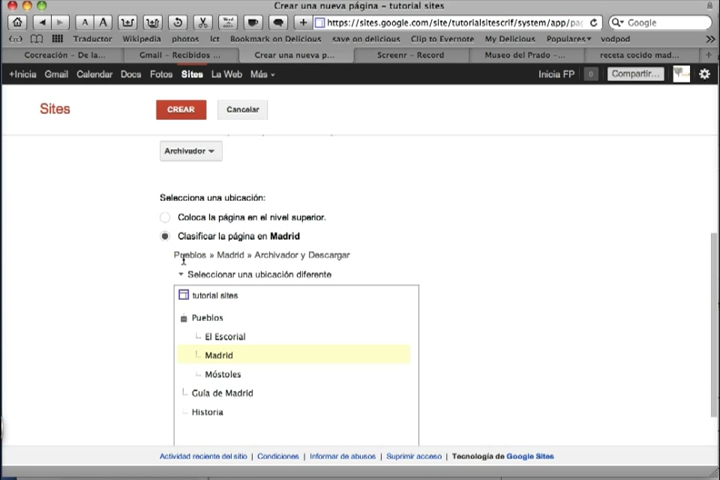 Crear una nueva página – tutorial sites
https://sites.google.com/site/tutorialsitescrif/system/app/pa
Google
Traductor Wikipedia photos lct Bookmark on Delicious save on delicious Clip to Evernote My Delicious Populares vodpod
Cocreación – De la... Gmail – Recibidos ... Crear una nueva p... Screenr – Record Museo del Prado –... receta cocido mad...
+Inicio Gmail Calendar Docs Fotos Sites La Web Más Inicia FP 0 Compartir...
Sites CREAR Cancelar
Archivador
Selecciona una ubicación:
Coloca la página en el nivel superior.
Clasificar la página en Madrid
Pueblos » Madrid » Archivador y Descargar
Seleccionar una ubicación diferente
tutorial sites
Pueblos
El Escorial
Madrid
Móstoles
Guía de Madrid
Historia
Actividad reciente del sitio | Condiciones | Informar de abusos | Suprimir acceso | Tecnología de Google Sites